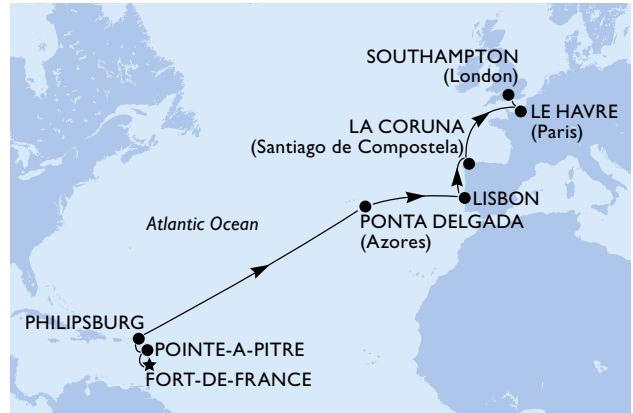 SOUTHAMPTON
(London)
LE HAVRE
(Paris)
LA CORUNA
(Santiago de Compostela)
LISBON
Atlantic Ocean
PONTA DELGADA
(Azores)
PHILIPSBURG
POINTE-A-PITRE
FORT-DE-FRANCE